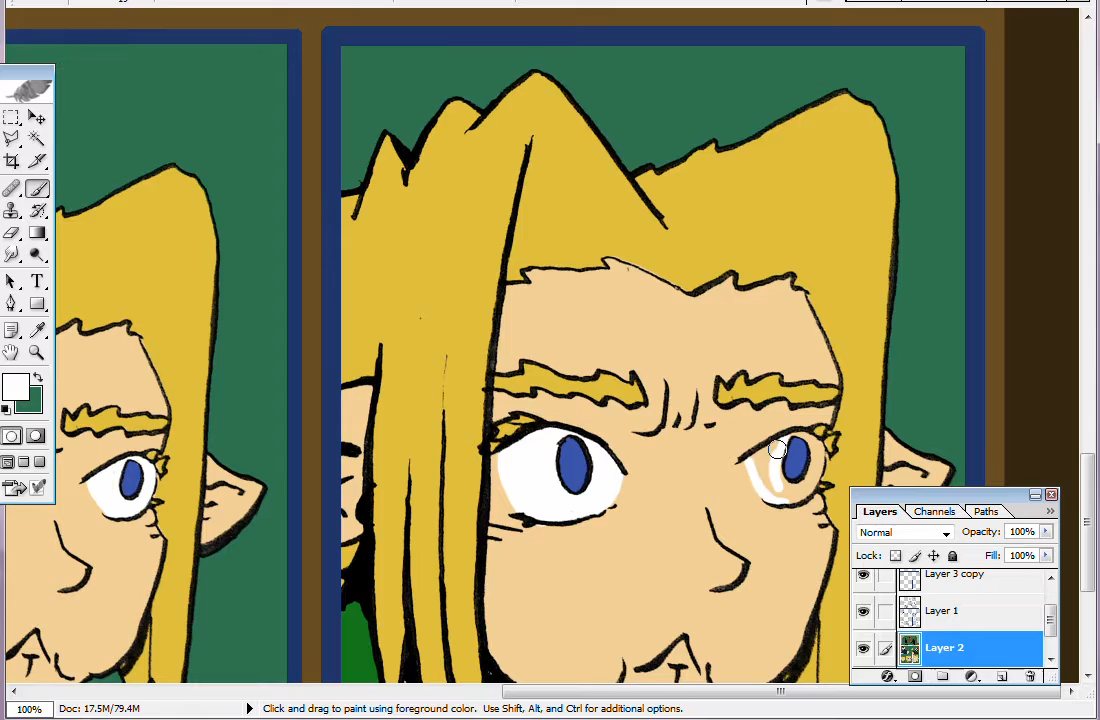 T
Layers Channels Paths
Normal Opacity: 100%
Lock: Fill: 100%
Layer 3 copy
Layer 1
Layer 2
100% Doc: 17.5M/79.4M Click and drag to paint using foreground color. Use Shift, Alt, and Ctrl for additional options.